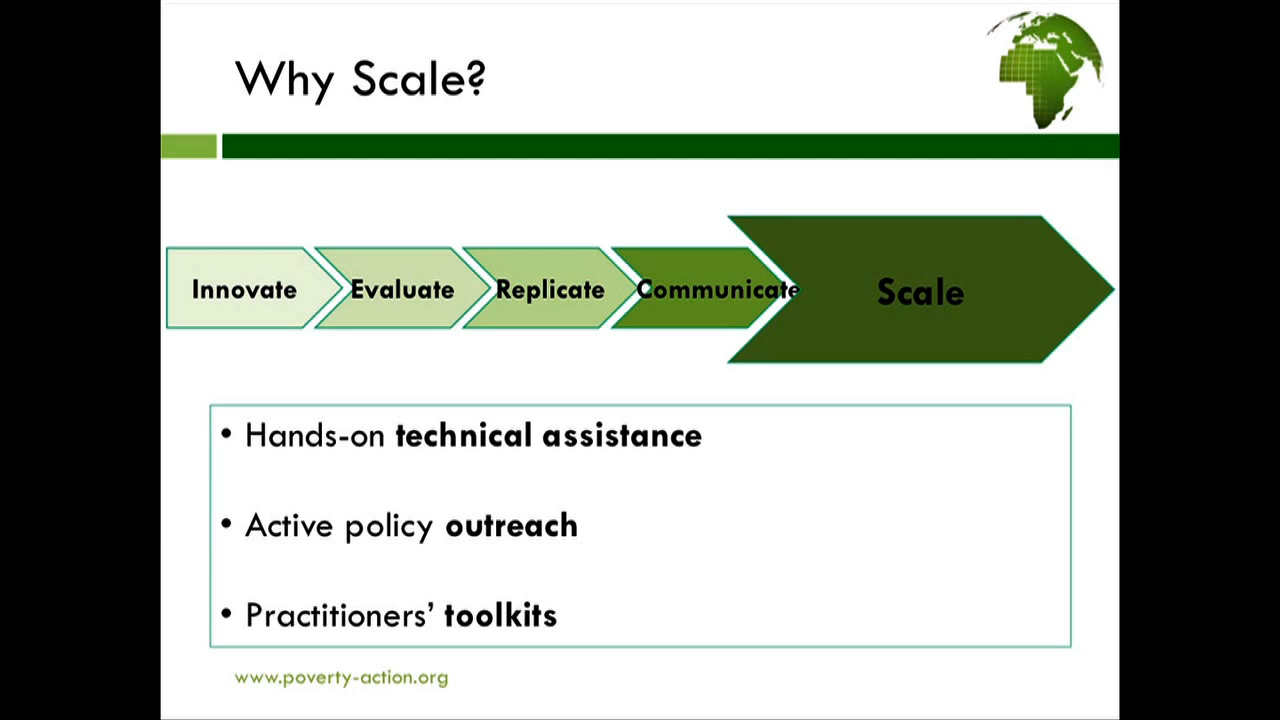 Why Scale?
Innovate
Evaluate
Replicate
Communicate
Scale
• Hands-on technical assistance
• Active policy outreach
• Practitioners’ toolkits
www.poverty-action.org